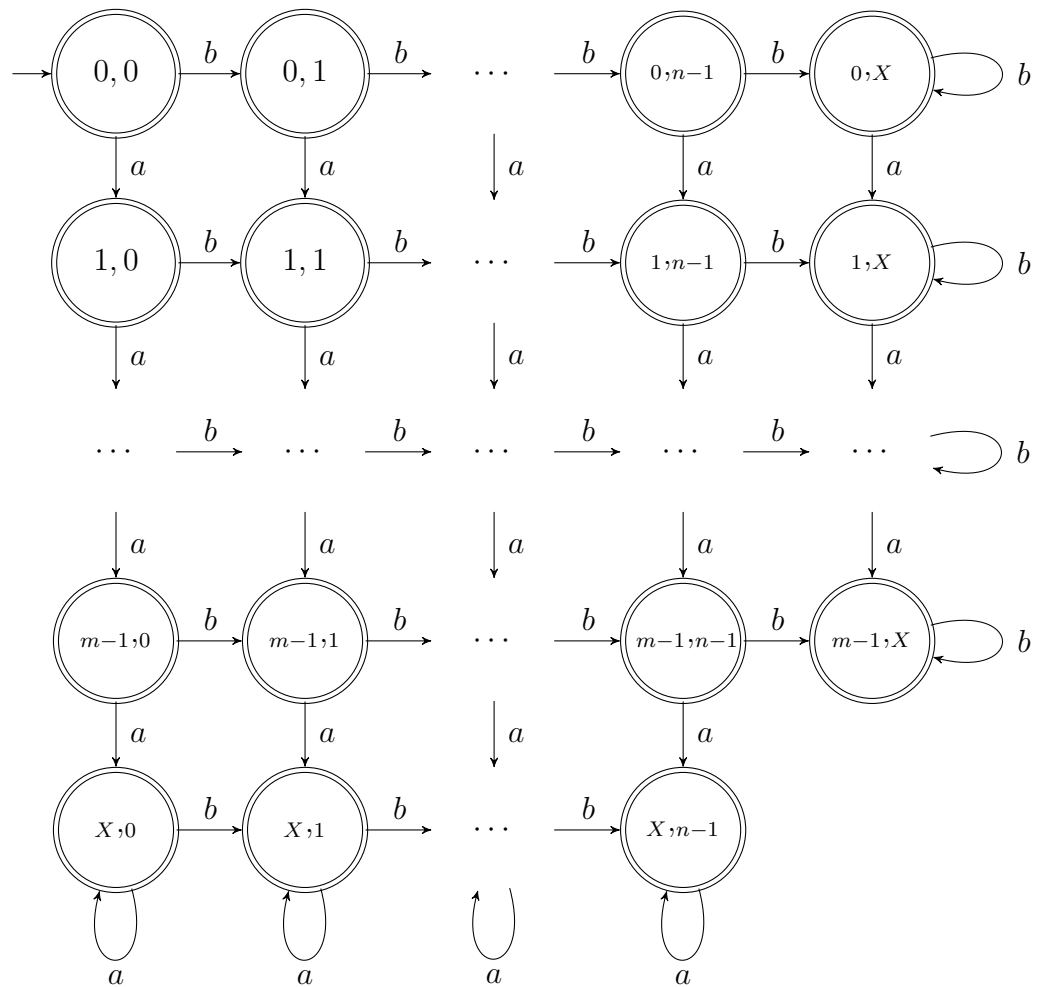 b b b b
0, 0 0, 1 ⋯ 0,n−1 0,X b
a a a a a
b b b b
1, 0 1, 1 ⋯ 1,n−1 1,X b
a a a a a
b b b b
⋯ ⋯ ⋯ ⋯ ⋯ b
a a a a a
b b b b
m−1,0 m−1,1 ⋯ m−1,n−1 m−1,X b
a a a a
b b b
X,0 X,1 ⋯ X,n−1
a a a a